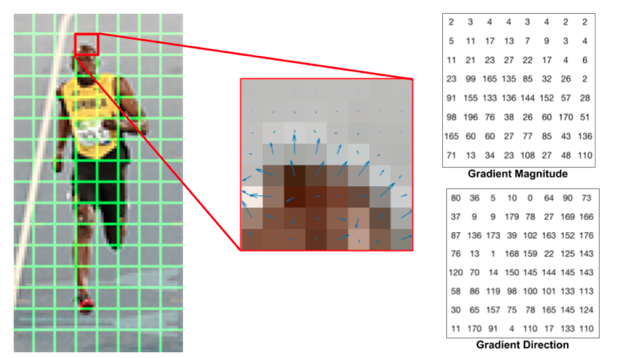 2 3 4 4 3 4 2 2
5 11 17 13 7 9 3 4
11 21 23 27 22 17 4 6
23 99 165 135 85 32 26 2
91 155 133 136 144 152 57 28
98 196 76 38 26 60 170 51
165 60 60 27 77 85 43 136
71 13 34 23 108 27 48 110
Gradient Magnitude
80 36 5 10 0 64 90 73
37 9 9 179 78 27 169 166
87 136 173 39 102 163 152 176
76 13 1 168 159 22 125 143
120 70 14 150 145 144 145 143
58 86 119 98 100 101 133 113
30 65 157 75 78 165 145 124
11 170 91 4 110 17 133 110
Gradient Direction